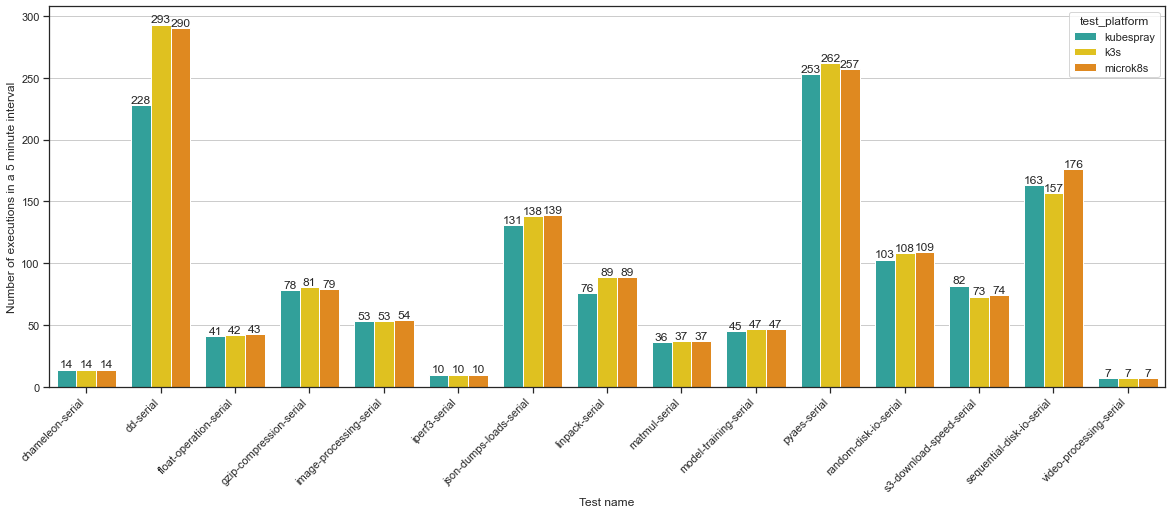 test_platform
kubespray
k3s
microk8s
Number of executions in a 5 minute interval
300
250
200
150
100
50
0
14 14 14
228 293 290
41 42 43
78 81 79
53 53 54
10 10 10
131 138 139
76 89 89
36 37 37
45 47 47
253 262 257
103 108 109
82 73 74
163 157 176
7 7 7
chameleon-serial
dd-serial
float-operation-serial
gzip-compression-serial
image-processing-serial
iperf3-serial
json-dumps-loads-serial
linpack-serial
matmul-serial
model-training-serial
pyaes-serial
random-disk-io-serial
s3-download-speed-serial
sequential-disk-io-serial
video-processing-serial
Test name